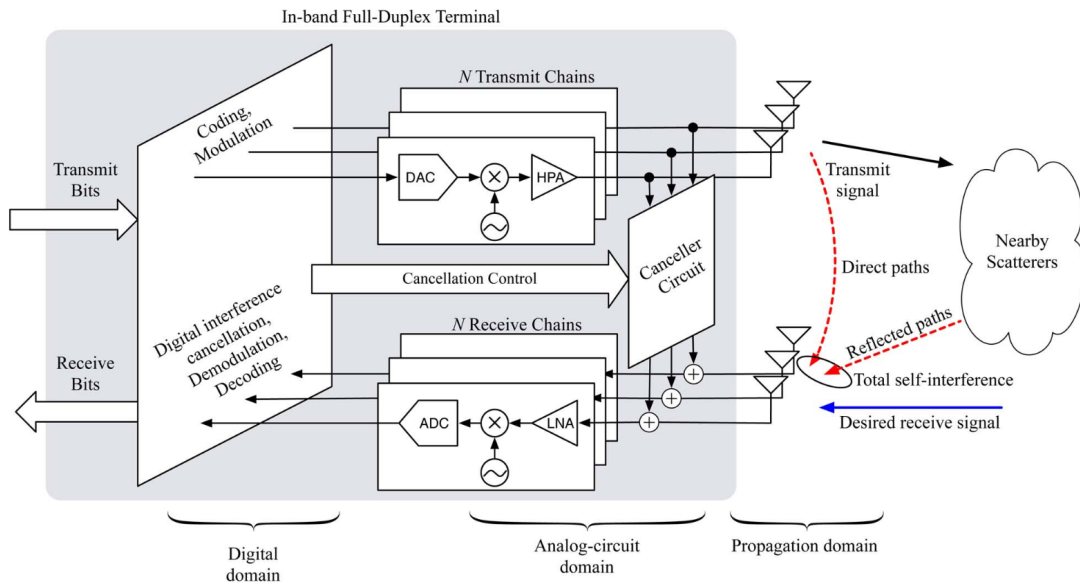 In-band Full-Duplex Terminal
N Transmit Chains
Coding,
Modulation
Transmit
Bits
DAC
HPA
Transmit
signal
Nearby
Scatterers
Canceller
Circuit
Direct paths
Cancellation Control
Digital interference
cancellation,
Demodulation,
Decoding
N Receive Chains
Reflected paths
Receive
Bits
Total self-interference
ADC
LNA
Desired receive signal
Digital
domain
Analog-circuit domain
Propagation domain